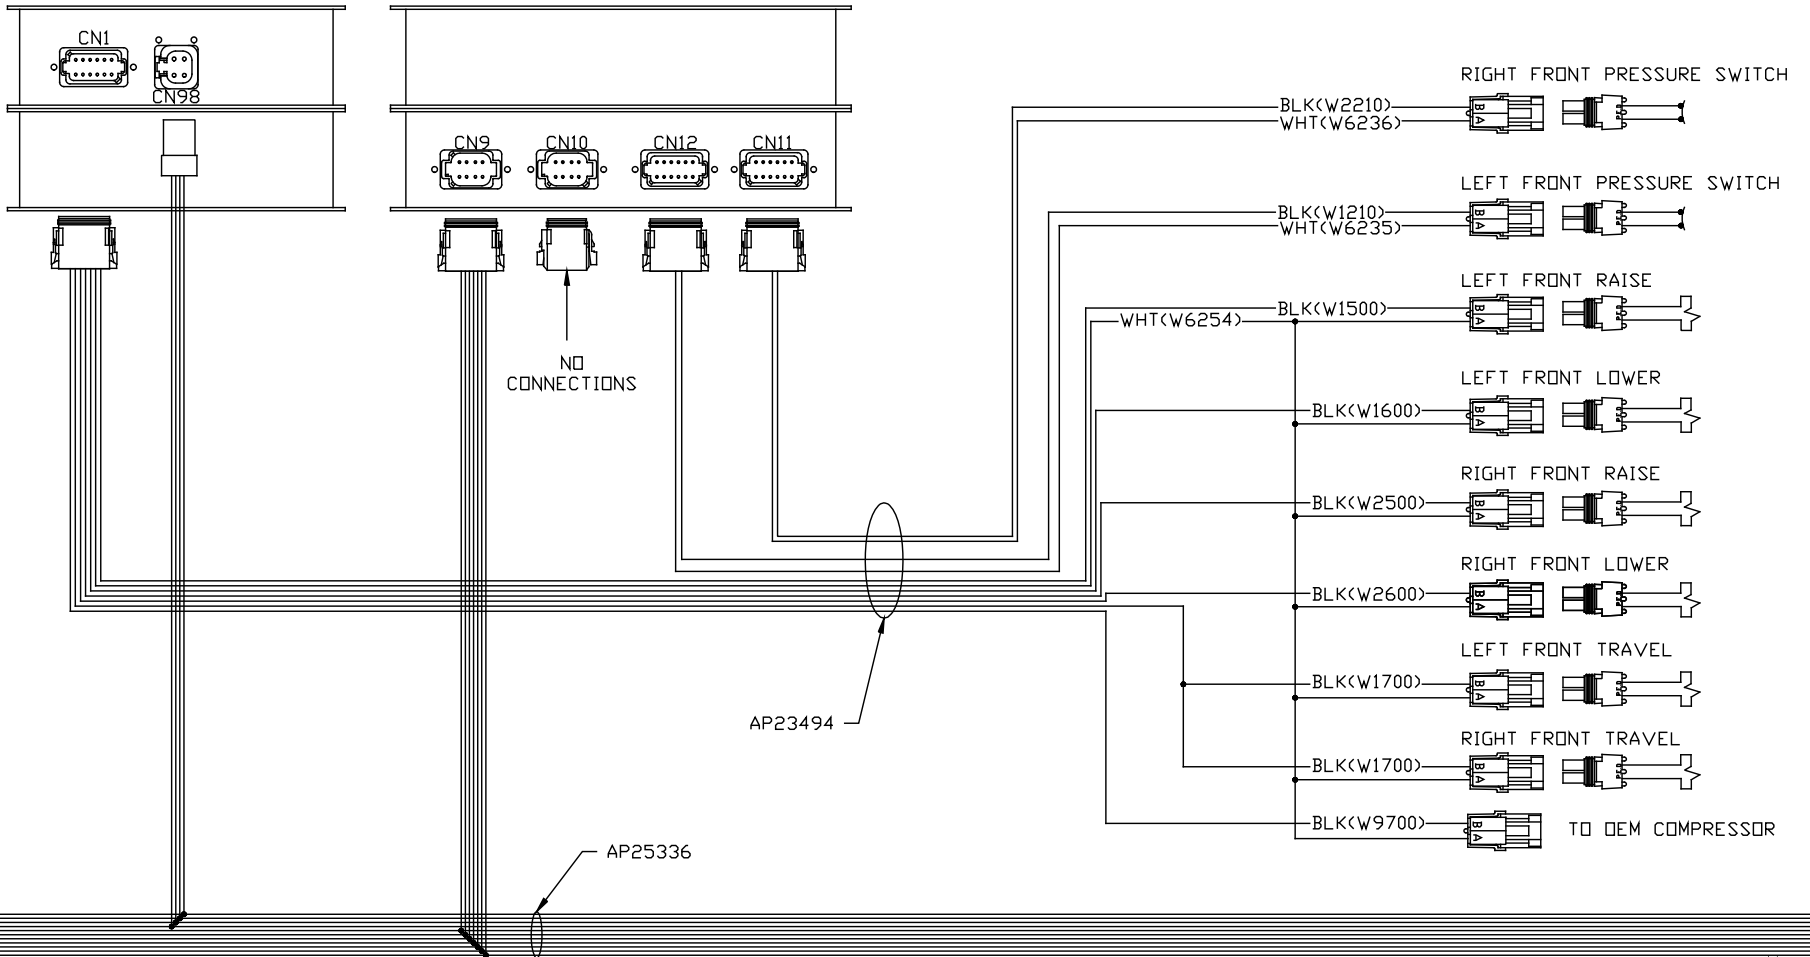 CN1
CN98
CN9
CN10
CN12
CN11
NO
CONNECTIONS
AP23494
AP25336
RIGHT FRONT PRESSURE SWITCH
BLK(W2210)
WHT(W6236)
B
A
LEFT FRONT PRESSURE SWITCH
BLK(W1210)
WHT(W6235)
B
A
LEFT FRONT RAISE
BLK(W1500)
WHT(W6254)
B
A
LEFT FRONT LOWER
BLK(W1600)
B
A
RIGHT FRONT RAISE
BLK(W2500)
B
A
RIGHT FRONT LOWER
BLK(W2600)
B
A
LEFT FRONT TRAVEL
BLK(W1700)
B
A
RIGHT FRONT TRAVEL
BLK(W1700)
B
A
BLK(W9700)
B
A
TO OEM COMPRESSOR